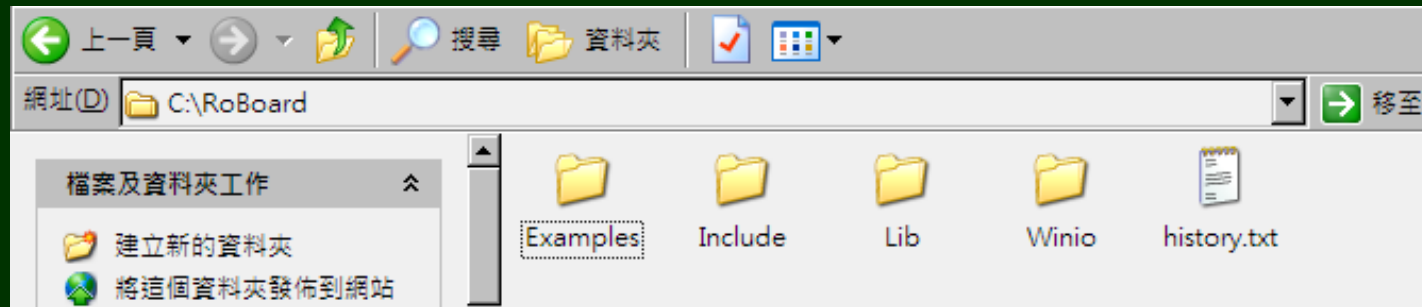 上一頁 搜尋 資料夾
網址(D) C:\RoBoard 移至
檔案及資料夾工作
建立新的資料夾
將這個資料夾發佈到網站
Examples Include Lib Winio history.txt